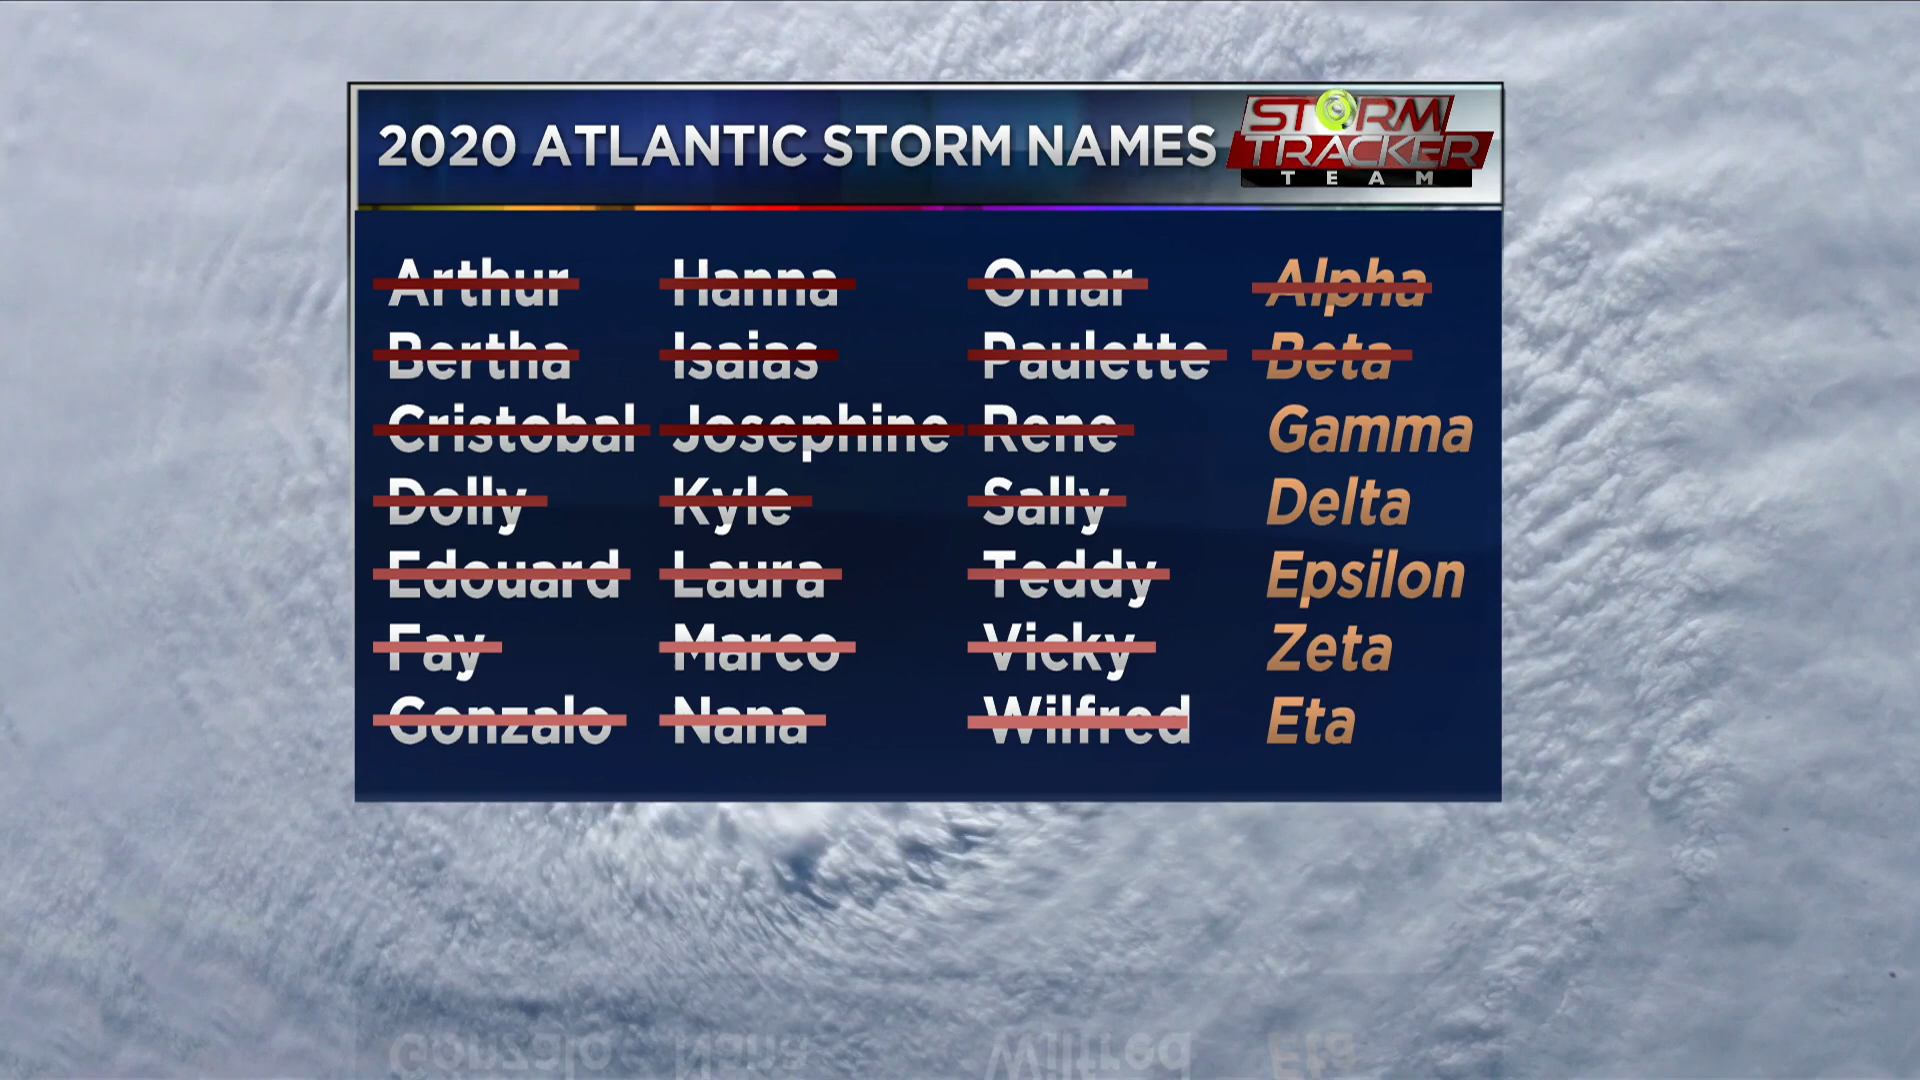 2020 ATLANTIC STORM NAMES
STORM
TRACKER
TEAM
Arthur Hanna Omar Alpha
Bertha Isaias Paulette Beta
Cristobal Josephine Rene Gamma
Dolly Kyle Sally Delta
Edouard Laura Teddy Epsilon
Fay Marco Vicky Zeta
Gonzalo Nana Wilfred Eta